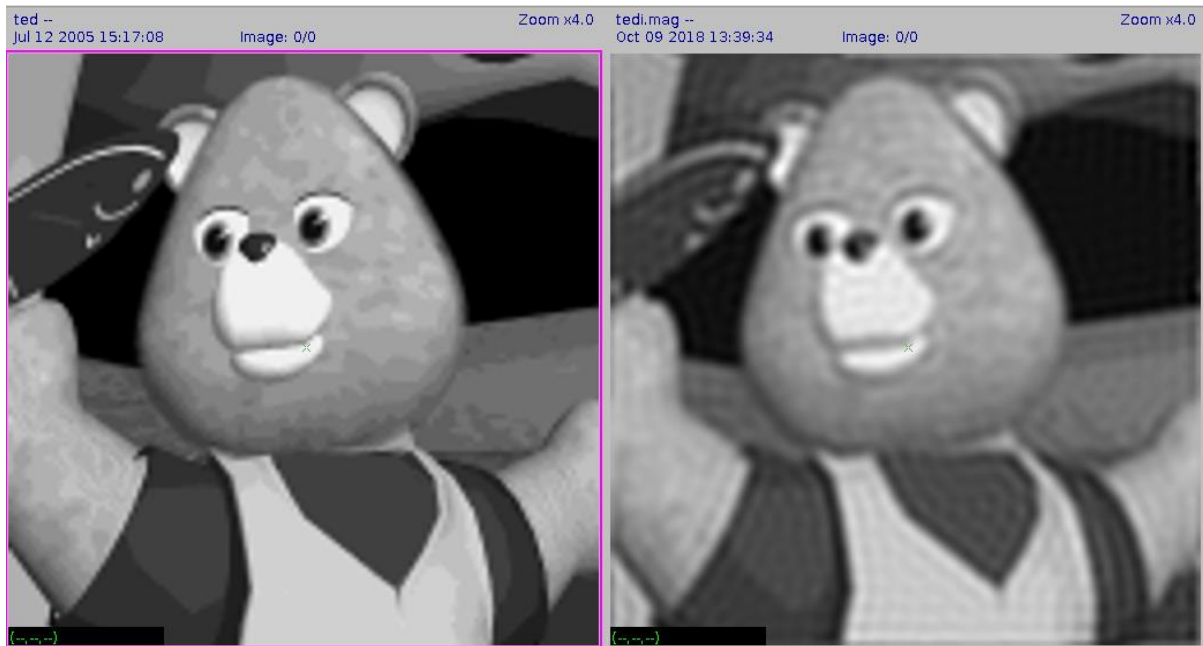 ted --
Zoom x4.0
Jul 12 2005 15:17:08
Image: 0/0
(--,--,--)
tedi.mag --
Zoom x4.0
Oct 09 2018 13:39:34
Image: 0/0
(--,--,--)